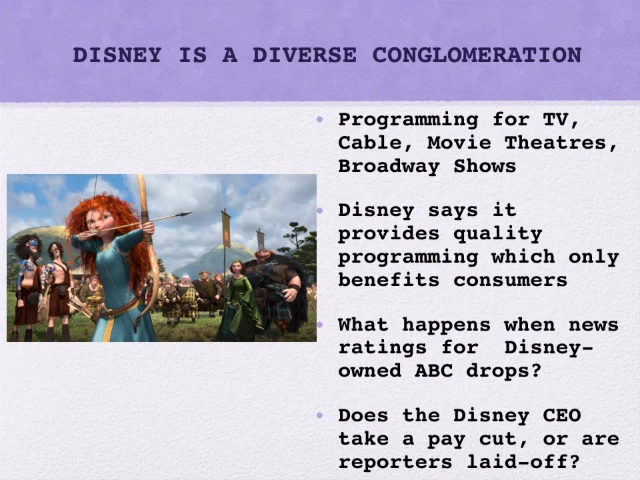 DISNEY IS A DIVERSE CONGLOMERATION
• Programming for TV,
Cable, Movie Theatres,
Broadway Shows
• Disney says it
provides quality
programming which only
benefits consumers
• What happens when news
ratings for  Disney-
owned ABC drops?
• Does the Disney CEO
take a pay cut, or are
reporters laid-off?